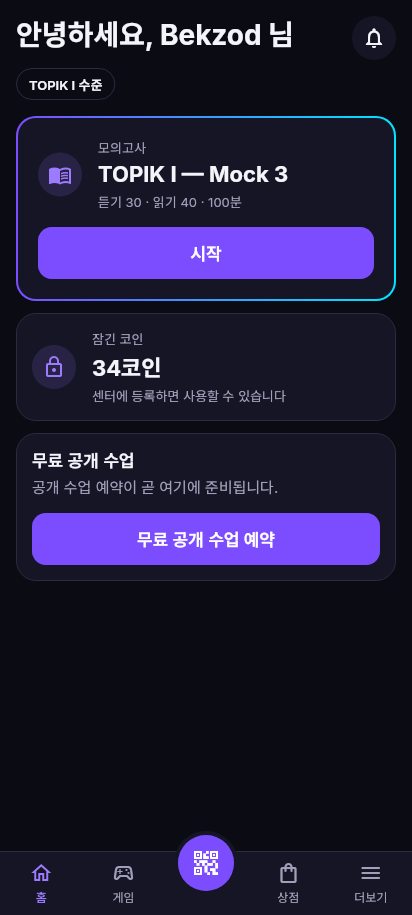 안녕하세요, Bekzod 님
TOPIK I 수준
모의고사
TOPIK I — Mock 3
듣기 30 · 읽기 40 · 100분
시작
잠긴 코인
34코인
센터에 등록하면 사용할 수 있습니다
무료 공개 수업
공개 수업 예약이 곧 여기에 준비됩니다.
무료 공개 수업 예약
홈
게임
상점
더보기